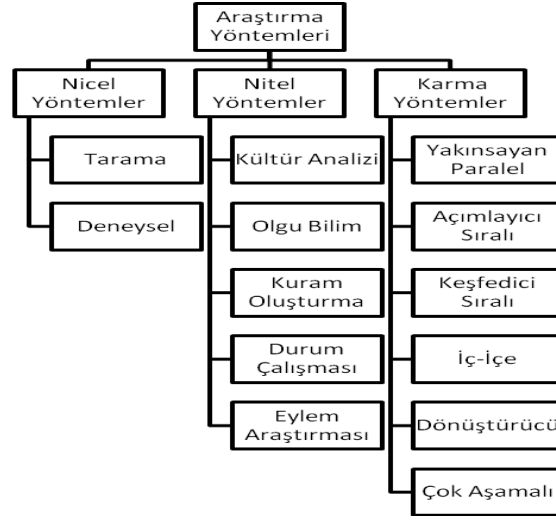 Araştırma
Yöntemleri
Nicel
Yöntemler
Tarama
Deneysel
Nitel
Yöntemler
Kültür Analizi
Olgu Bilim
Kuram
Oluşturma
Durum
Çalışması
Eylem
Araştırması
Karma
Yöntemler
Yakınsayan
Paralel
Açımlayıcı
Sıralı
Keşfedici
Sıralı
İç-İçe
Dönüştürücü
Çok Aşamalı